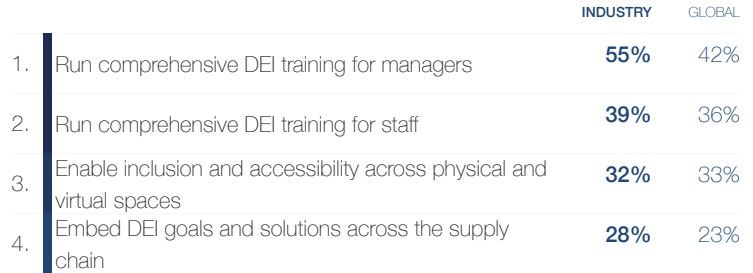 INDUSTRY GLOBAL
1. Run comprehensive DEI training for managers 55% 42%
2. Run comprehensive DEI training for staff 39% 36%
3. Enable inclusion and accessibility across physical and
virtual spaces 32% 33%
4. Embed DEI goals and solutions across the supply
chain 28% 23%